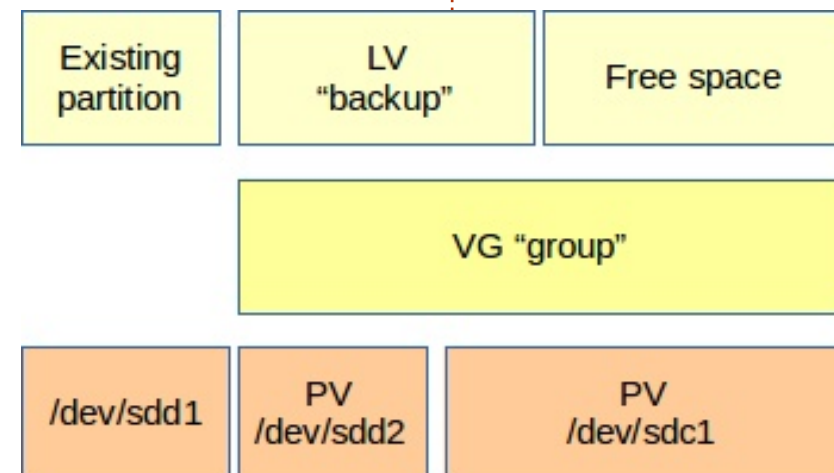 Existing
partition
LV
“backup”
Free space
VG “group”
/dev/sdd1
PV
/dev/sdd2
PV
/dev/sdc1